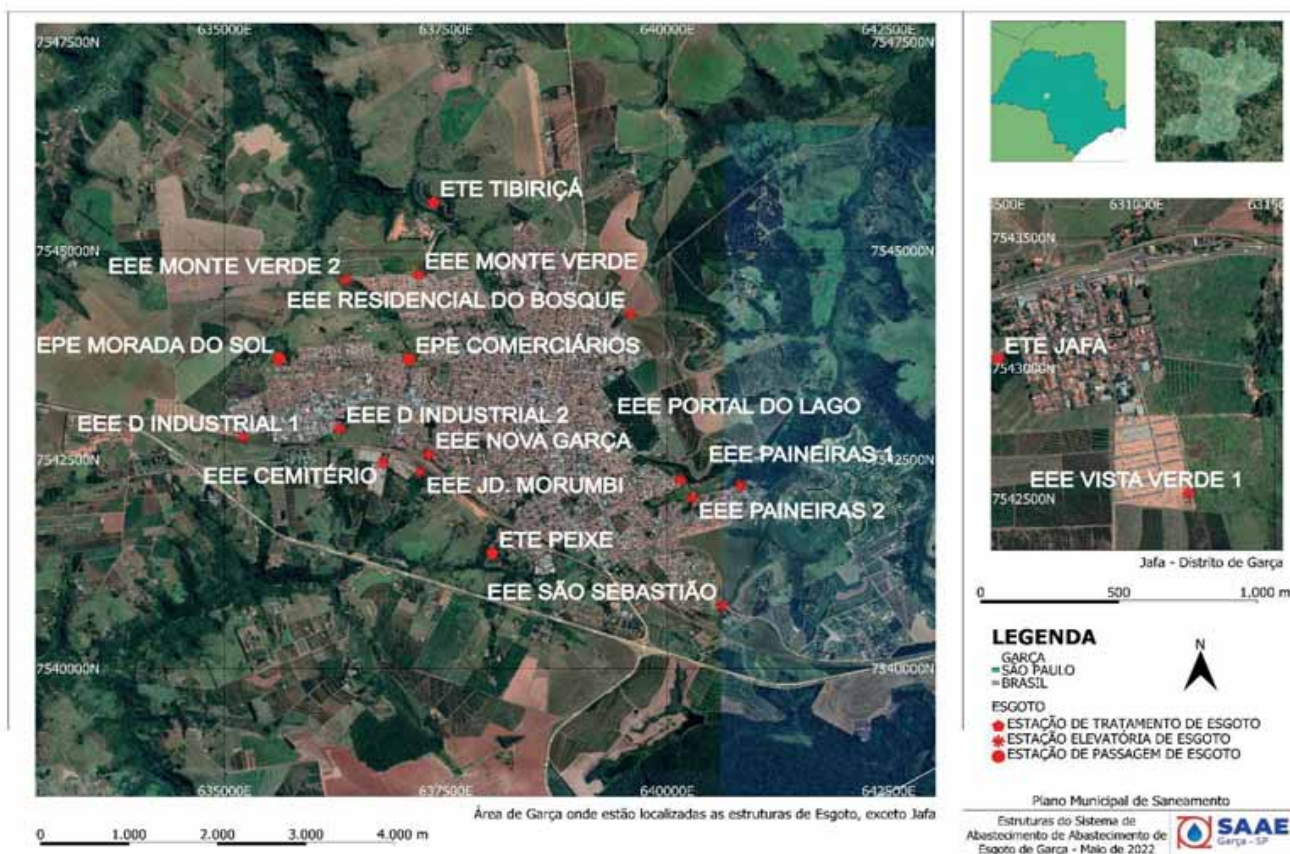 635000E 637500E 640000E 642500E
7547500N 7547500N
ETE TIBIRIÇÁ
7545000N 7545000N
EEE MONTE VERDE 2 EEE MONTE VERDE
EEE RESIDENCIAL DO BOSQUE
EPE MORADA DO SOL EPE COMERCIÁRIOS
EEE PORTAL DO LAGO
EEE D INDUSTRIAL 1 EEE D INDUSTRIAL 2
EEE NOVA GARÇA
EEE PAINEIRAS 1
7542500N 7542500N
EEE CEMITÉRIO EEE JD. MORUMBI
EEE PAINEIRAS 2
ETE PEIXE
EEE SÃO SEBASTIÃO
7540000N 7540000N
635000E 637500E 640000E 642500E
Área de Garça onde estão localizadas as estruturas de Esgoto, exceto Jafa
0 1.000 2.000 3.000 4.000 m
500E 631000E 6315
7543500N
ETE JAFA
7543000N
EEE VISTA VERDE 1
7542500N
Jafa - Distrito de Garça
0 500 1.000 m
LEGENDA
GARÇA
SÃO PAULO
BRASIL
N
ESGOTO
ESTAÇÃO DE TRATAMENTO DE ESGOTO
ESTAÇÃO ELEVATÓRIA DE ESGOTO
ESTAÇÃO DE PASSAGEM DE ESGOTO
Plano Municipal de Saneamento
Estruturas do Sistema de
Abastecimento de Abastecimento de
Esgoto de Garça - Maio de 2022
SAAE
Garça - SP